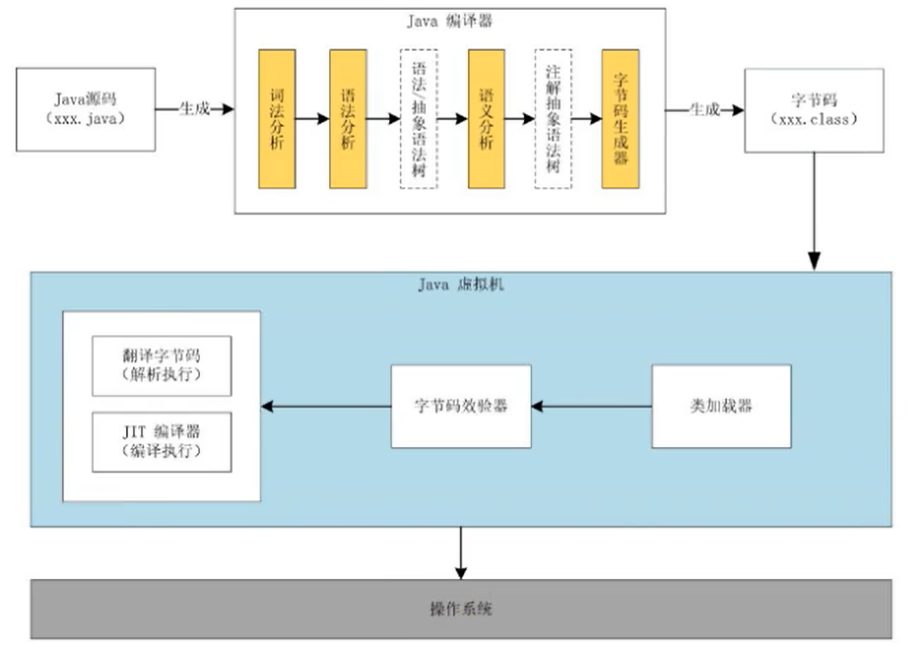 Java 编译器
Java源码
（xxx.java）
生成
词法分析
语法分析
语法/抽象语法树
语义分析
注解抽象语法树
字节码生成器
生成
字节码
（xxx.class）
Java 虚拟机
翻译字节码
（解析执行）
JIT 编译器
（编译执行）
字节码效验器
类加载器
操作系统